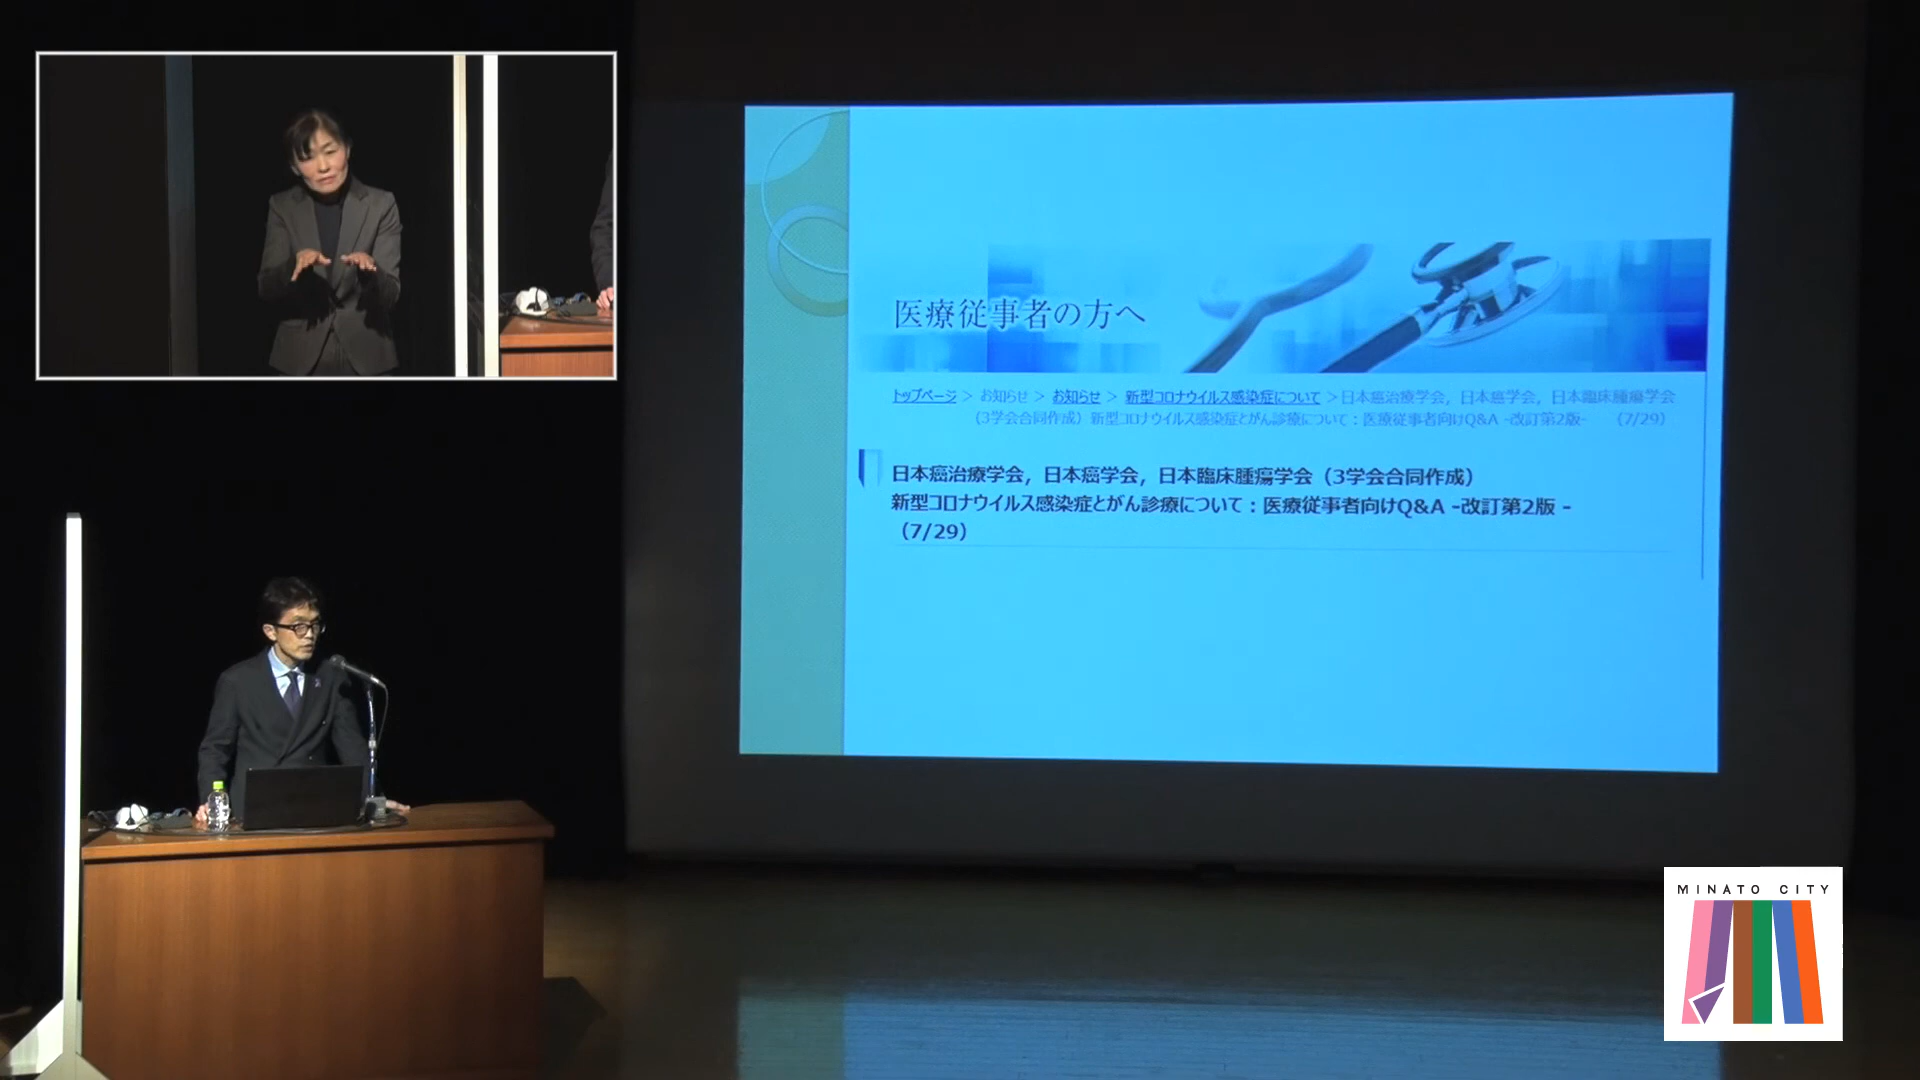 医療従事者の方へ
トップページ > お知らせ > お知らせ > 新型コロナウイルス感染症について >日本癌治療学会，日本癌学会，日本臨床腫瘍学会
（3学会合同作成）新型コロナウイルス感染症とがん診療について：医療従事者向けQ&A -改訂第2版- （7/29）
日本癌治療学会，日本癌学会，日本臨床腫瘍学会（3学会合同作成）
新型コロナウイルス感染症とがん診療について：医療従事者向けQ&A -改訂第2版 -
（7/29）
MINATO CITY